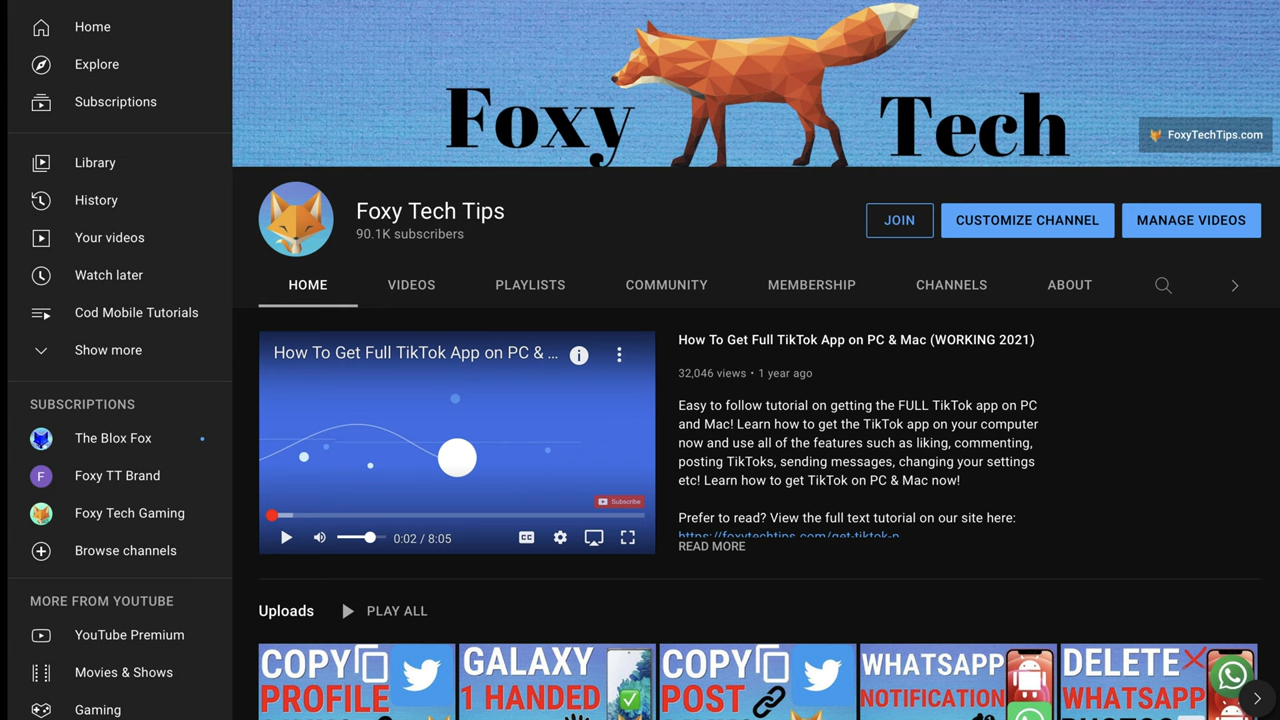 Home
Explore
Subscriptions
Library
History
Your videos
Watch later
Cod Mobile Tutorials
Show more
SUBSCRIPTIONS
The Blox Fox
F
Foxy TT Brand
Foxy Tech Gaming
Browse channels
MORE FROM YOUTUBE
YouTube Premium
Movies & Shows
Gaming
Foxy Tech
FoxyTechTips.com
Foxy Tech Tips
90.1K subscribers
JOIN
CUSTOMIZE CHANNEL
MANAGE VIDEOS
HOME VIDEOS PLAYLISTS COMMUNITY MEMBERSHIP CHANNELS ABOUT
How To Get Full TikTok App on PC & ...
Subscribe
CC
0:02 / 8:05
How To Get Full TikTok App on PC & Mac (WORKING 2021)
32,046 views • 1 year ago
Easy to follow tutorial on getting the FULL TikTok app on PC
and Mac! Learn how to get the TikTok app on your computer
now and use all of the features such as liking, commenting,
posting TikToks, sending messages, changing your settings
etc! Learn how to get TikTok on PC & Mac now!
Prefer to read? View the full text tutorial on our site here:
https://foxytechtips.com/get-tiktok-p
READ MORE
Uploads
PLAY ALL
COPY
PROFILE
GALAXY
1 HANDED
COPY
POST
WHATSAPP
NOTIFICATION
DELETE
WHATSAPP